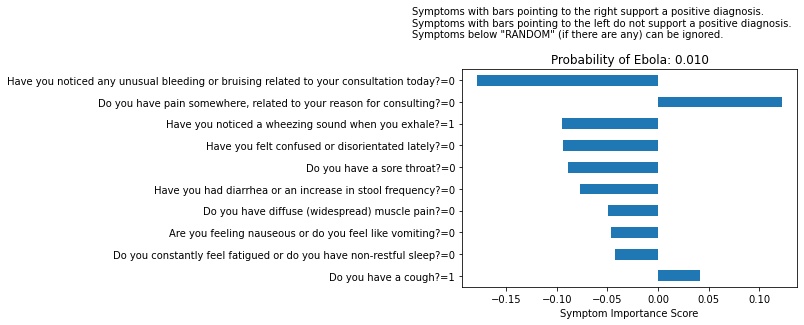 Symptoms with bars pointing to the right support a positive diagnosis.
Symptoms with bars pointing to the left do not support a positive diagnosis.
Symptoms below "RANDOM" (if there are any) can be ignored.
Probability of Ebola: 0.010
Have you noticed any unusual bleeding or bruising related to your consultation today?=0
Do you have pain somewhere, related to your reason for consulting?=0
Have you noticed a wheezing sound when you exhale?=1
Have you felt confused or disorientated lately?=0
Do you have a sore throat?=0
Have you had diarrhea or an increase in stool frequency?=0
Do you have diffuse (widespread) muscle pain?=0
Are you feeling nauseous or do you feel like vomiting?=0
Do you constantly feel fatigued or do you have non-restful sleep?=0
Do you have a cough?=1
−0.15 −0.10 −0.05 0.00 0.05 0.10
Symptom Importance Score